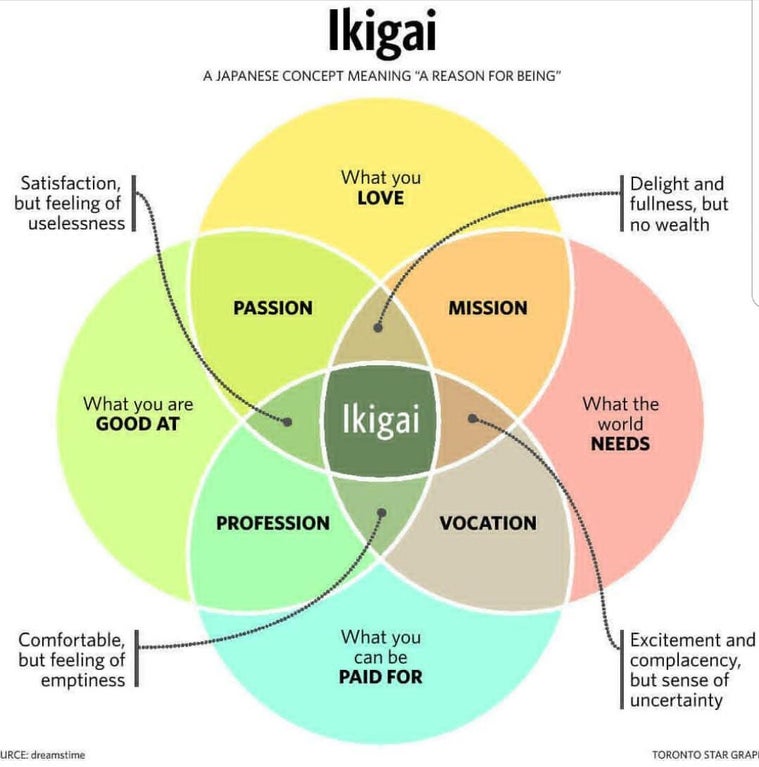 Ikigai
A JAPANESE CONCEPT MEANING "A REASON FOR BEING"
What you
LOVE
Satisfaction,
but feeling of
uselessness
Delight and
fullness, but
no wealth
PASSION
MISSION
What you are
GOOD AT
Ikigai
What the
world
NEEDS
PROFESSION
VOCATION
Comfortable,
but feeling of
emptiness
What you
can be
PAID FOR
Excitement and
complacency,
but sense of
uncertainty
URCE: dreamstime
TORONTO STAR GRAP